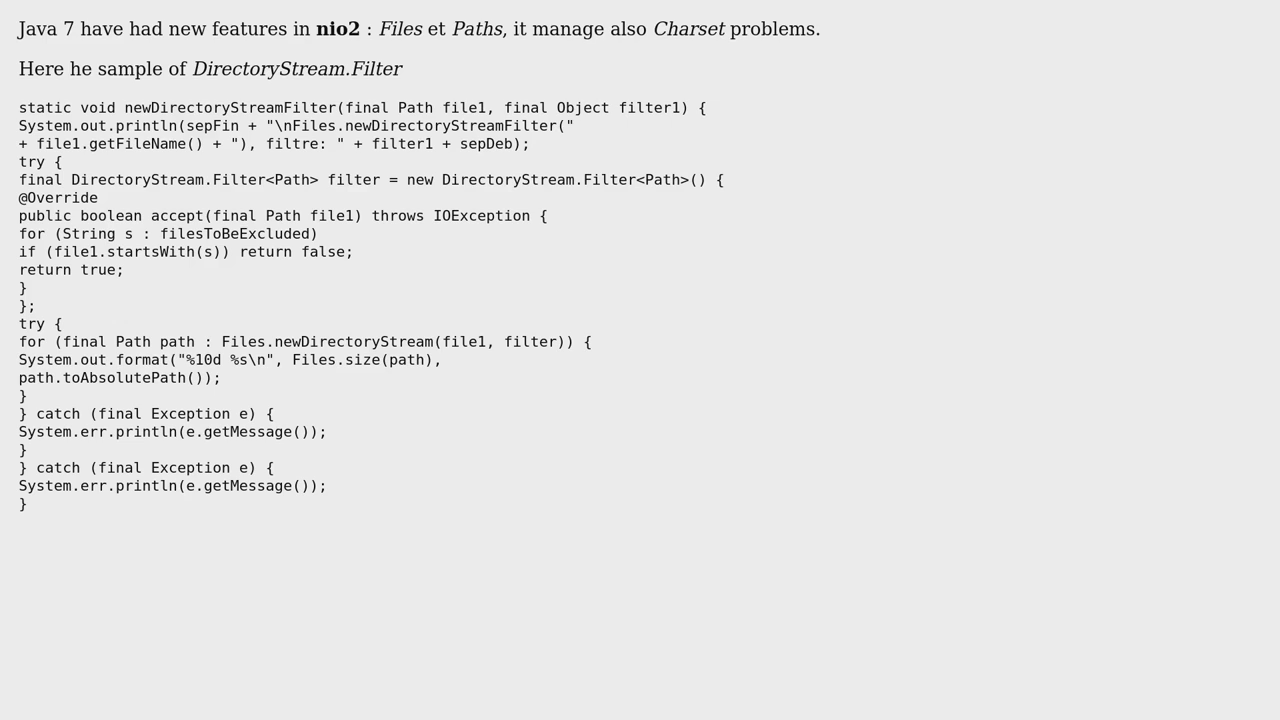 Java 7 have had new features in nio2 : Files et Paths, it manage also Charset problems.
Here he sample of DirectoryStream.Filter
static void newDirectoryStreamFilter(final Path file1, final Object filter1) {
System.out.println(sepFin + "\nFiles.newDirectoryStreamFilter("
+ file1.getFileName() + "), filtre: " + filter1 + sepDeb);
try {
final DirectoryStream.Filter<Path> filter = new DirectoryStream.Filter<Path>() {
@Override
public boolean accept(final Path file1) throws IOException {
for (String s : filesToBeExcluded)
if (file1.startsWith(s)) return false;
return true;
}
};
try {
for (final Path path : Files.newDirectoryStream(file1, filter)) {
System.out.format("%10d %s\n", Files.size(path),
path.toAbsolutePath());
}
} catch (final Exception e) {
System.err.println(e.getMessage());
}
} catch (final Exception e) {
System.err.println(e.getMessage());
}